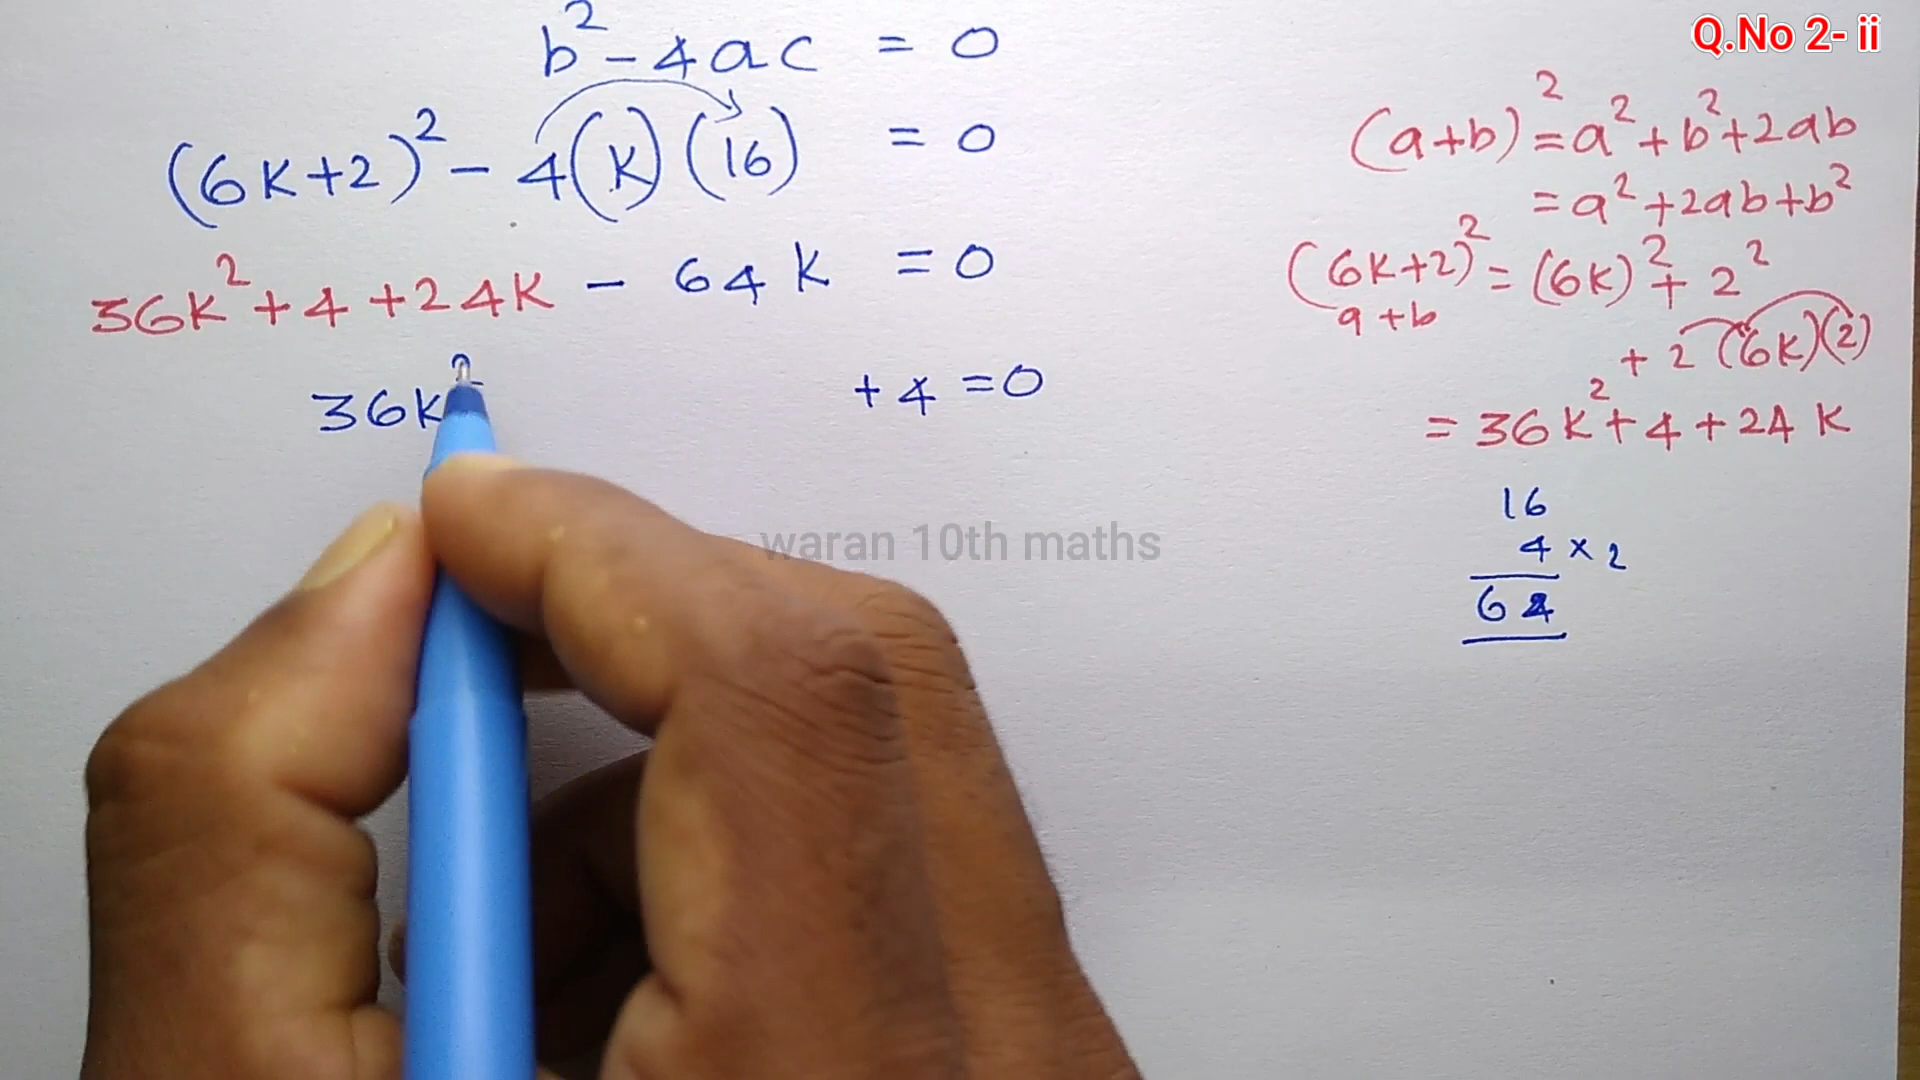 Q.No 2- ii
b² - 4ac = 0
(6k+2)² - 4(k)(16) = 0
36k² + 4 + 24k - 64k = 0
36k² + 4 = 0
(a+b)² = a² + b² + 2ab
= a² + 2ab + b²
(6k+2)² = (6k)² + 2²
a + b
+ 2 (6k)(2)
= 36k² + 4 + 24k
16
4 × 2
64
waran 10th maths